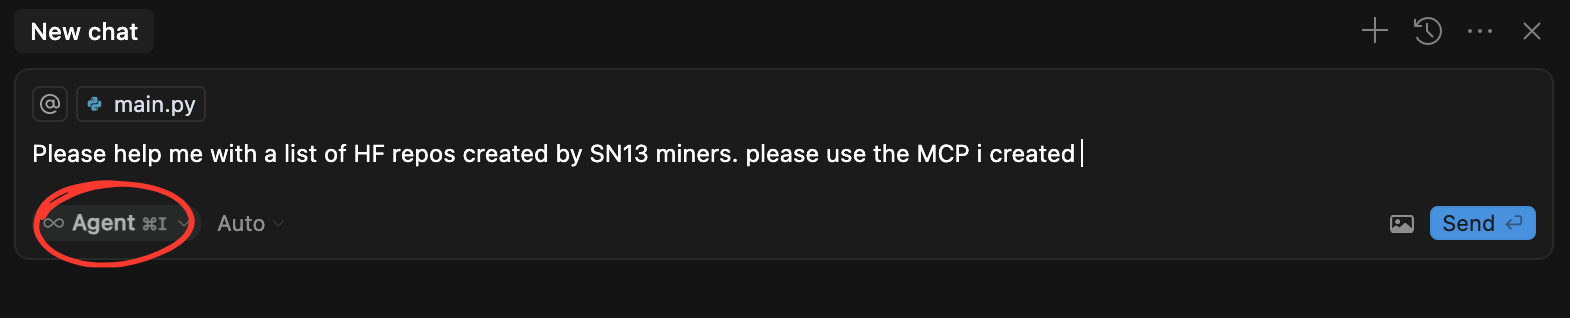 New chat
@ main.py
Please help me with a list of HF repos created by SN13 miners. please use the MCP i created
Agent ⌘I Auto Send